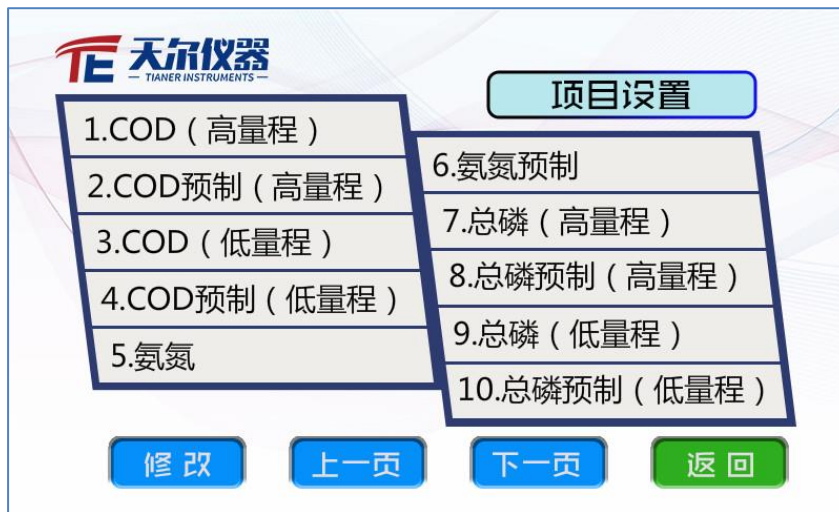 天尔仪器
TIANER INSTRUMENTS
项目设置
1.COD（高量程）
2.COD预制（高量程）
3.COD（低量程）
4.COD预制（低量程）
5.氨氮
6.氨氮预制
7.总磷（高量程）
8.总磷预制（高量程）
9.总磷（低量程）
10.总磷预制（低量程）
修改
上一页
下一页
返回